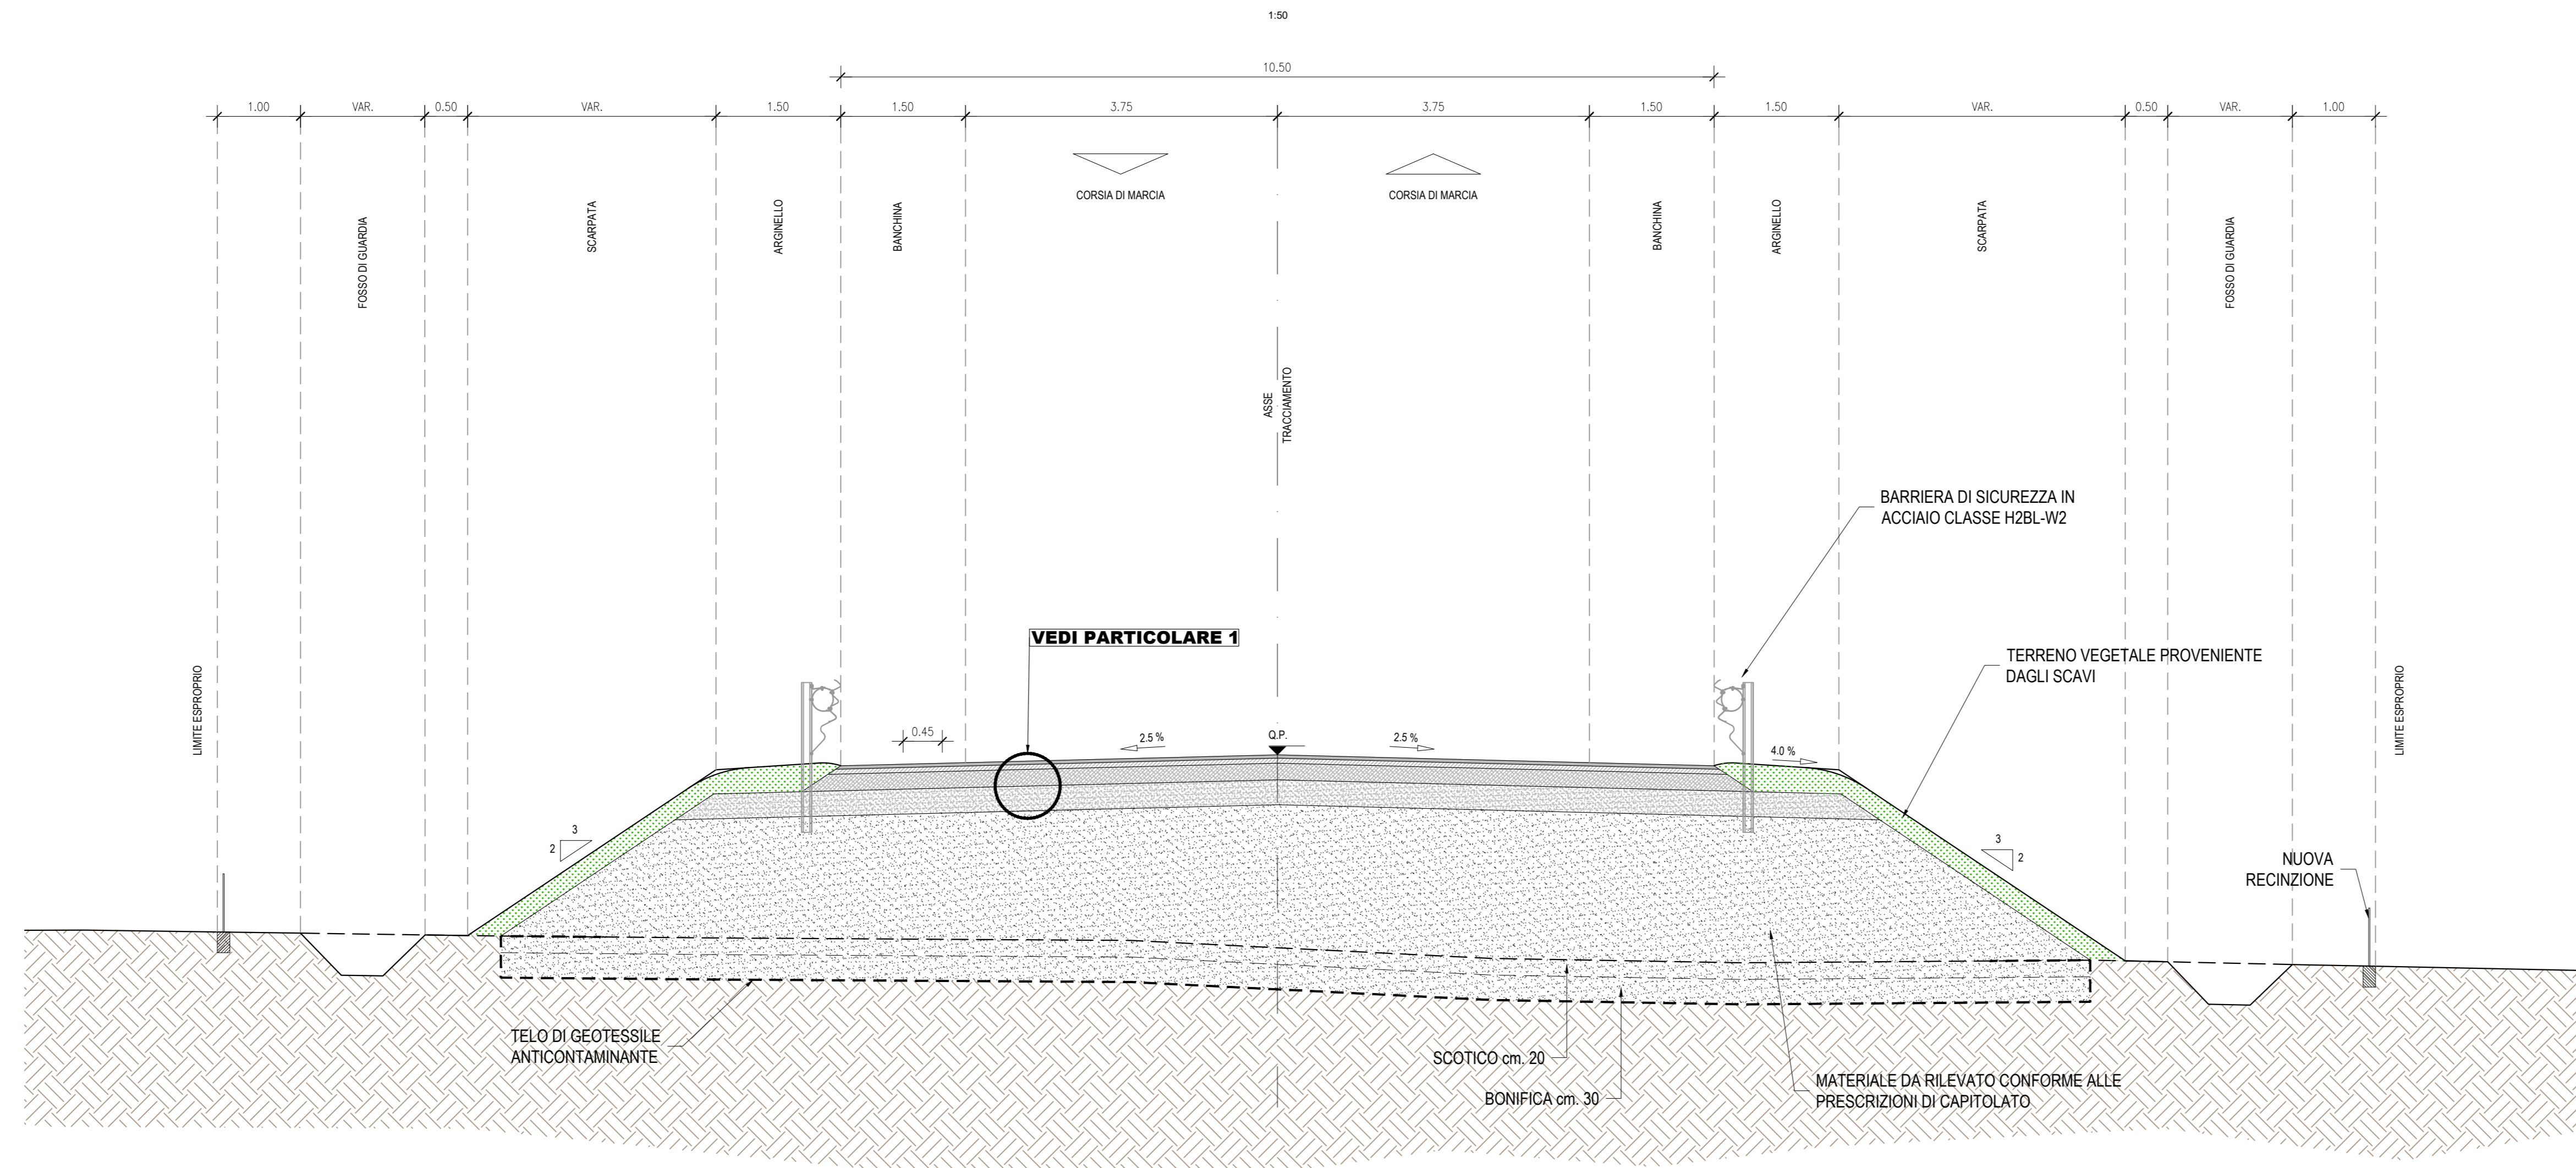 1:50
10.50
1.00
VAR.
0.50
VAR.
1.50
1.50
3.75
3.75
1.50
1.50
VAR.
0.50
VAR.
1.00
CORSIA DI MARCIA
CORSIA DI MARCIA
FOSSO DI GUARDIA
SCARPATA
ARGINELLO
BANCHINA
BANCHINA
ARGINELLO
SCARPATA
FOSSO DI GUARDIA
ASSE
TRACCIAMENTO
BARRIERA DI SICUREZZA IN
ACCIAIO CLASSE H2BL-W2
VEDI PARTICOLARE 1
TERRENO VEGETALE PROVENIENTE
DAGLI SCAVI
LIMITE ESPROPRIO
LIMITE ESPROPRIO
0.45
2.5 %
Q.P.
2.5 %
4.0 %
3
2
3
2
NUOVA
RECINZIONE
TELO DI GEOTESSILE
ANTICONTAMINANTE
SCOTICO cm. 20
BONIFICA cm. 30
MATERIALE DA RILEVATO CONFORME ALLE
PRESCRIZIONI DI CAPITOLATO